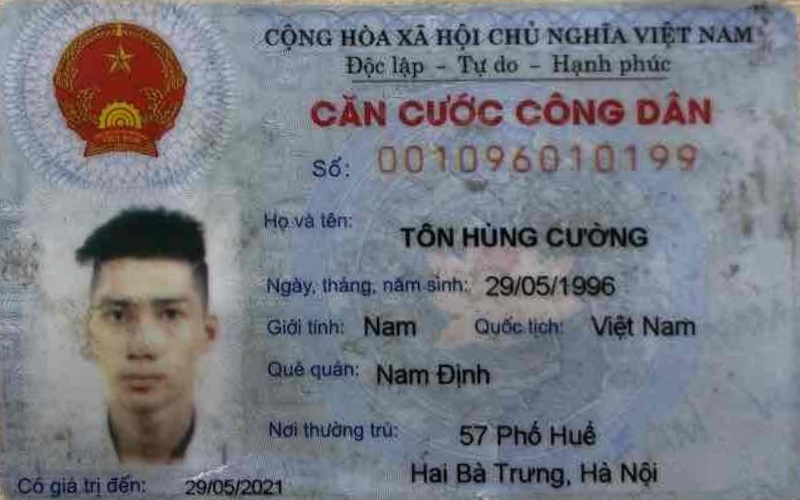 CỘNG HÒA XÃ HỘI CHỦ NGHĨA VIỆT NAM
Độc lập - Tự do - Hạnh phúc
CĂN CƯỚC CÔNG DÂN
Số: 001096010199
Họ và tên: TÔN HÙNG CƯỜNG
Ngày, tháng, năm sinh: 29/05/1996
Giới tính: Nam Quốc tịch: Việt Nam
Quê quán: Nam Định
Nơi thường trú: 57 Phố Huế
Hai Bà Trưng, Hà Nội
Có giá trị đến: 29/05/2021